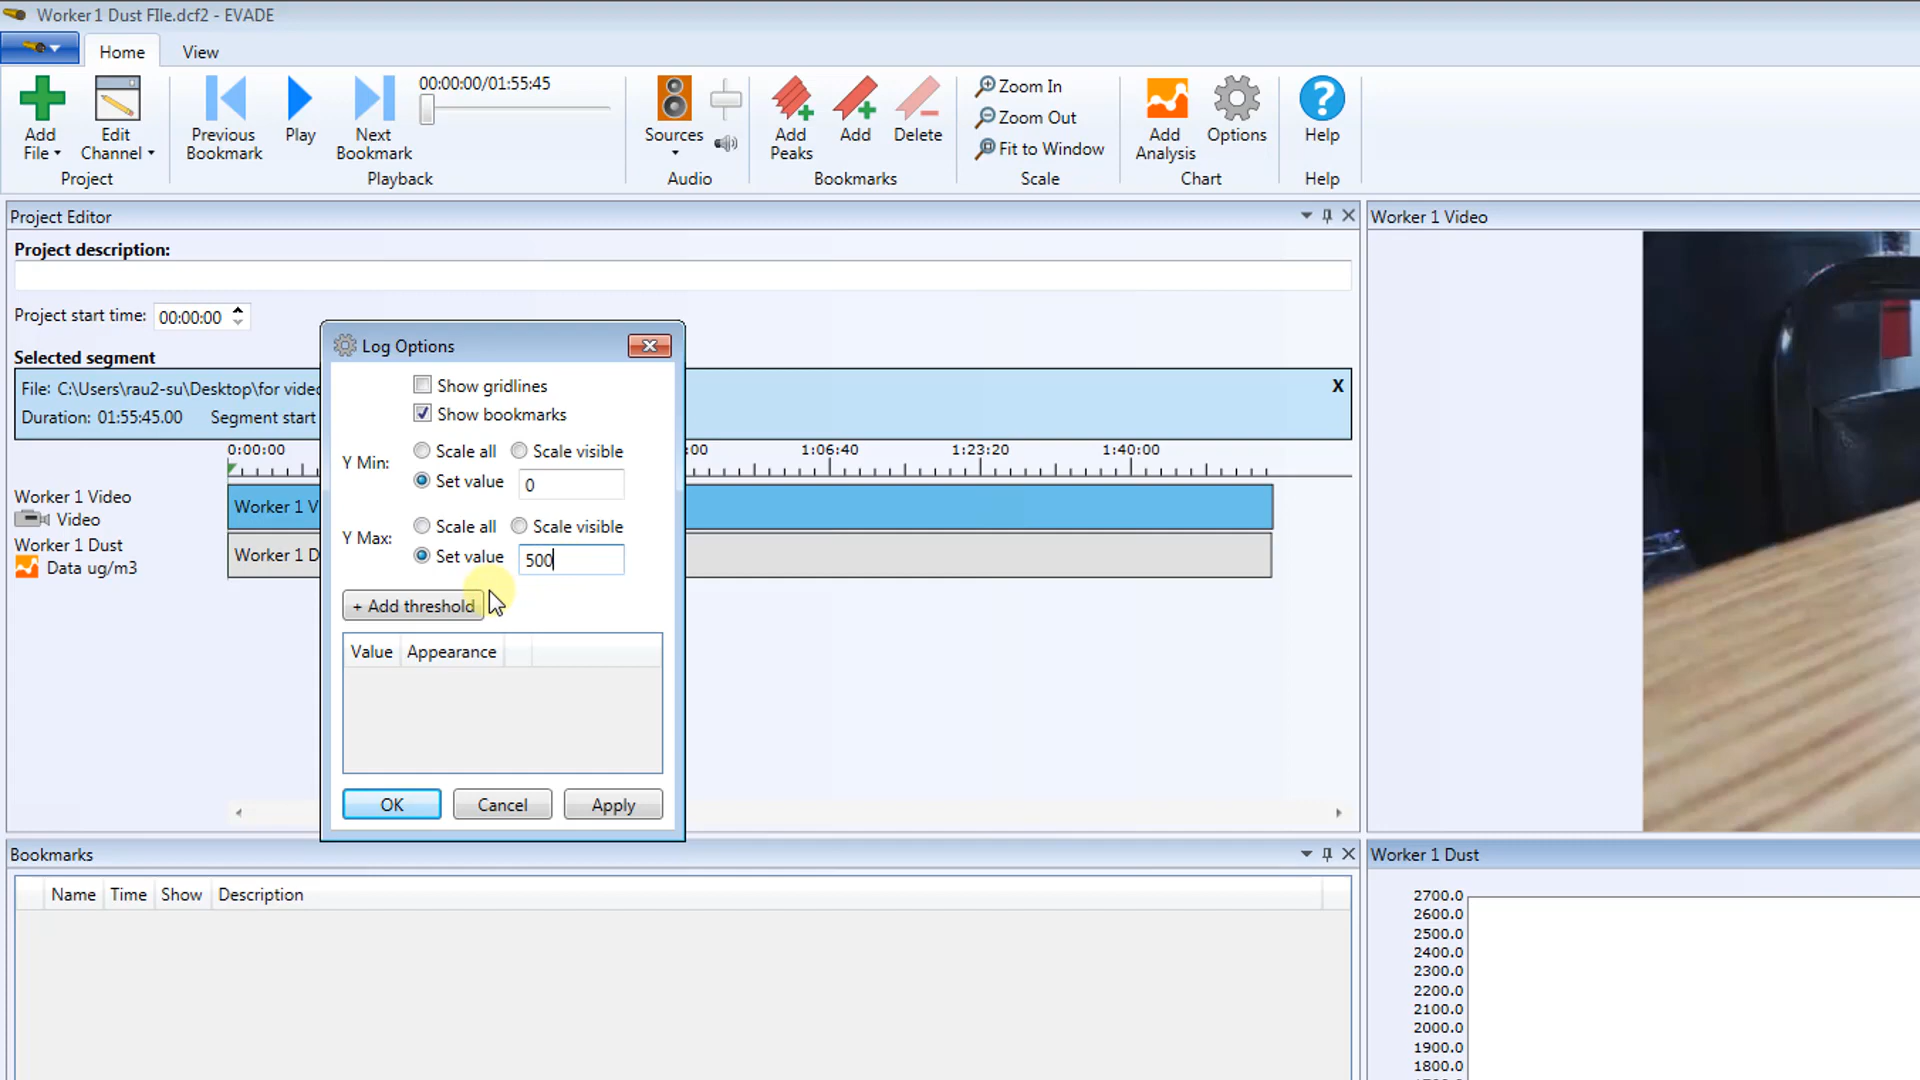 Worker 1 Dust FIle.dcf2 - EVADE
Home
View
Add File
Edit Channel
Project
Previous Bookmark
Play
Next Bookmark
00:00:00/01:55:45
Playback
Sources
Audio
Add Peaks
Add
Delete
Bookmarks
Zoom In
Zoom Out
Fit to Window
Scale
Add Analysis
Options
Chart
Help
Help
Project Editor
Project description:
Project start time: 00:00:00
Selected segment
File: C:\Users\rau2-su\Desktop\for video
X
Duration: 01:55:45.00 Segment start
0:00:00
:00
1:06:40
1:23:20
1:40:00
Worker 1 Video
Video
Worker 1 V
Worker 1 Dust
Data ug/m3
Worker 1 D
Log Options
Show gridlines
Show bookmarks
Y Min:
Scale all
Scale visible
Set value
0
Y Max:
Scale all
Scale visible
Set value
500
+ Add threshold
Value
Appearance
OK
Cancel
Apply
Bookmarks
Name
Time
Show
Description
Worker 1 Video
Worker 1 Dust
2700.0
2600.0
2500.0
2400.0
2300.0
2200.0
2100.0
2000.0
1900.0
1800.0